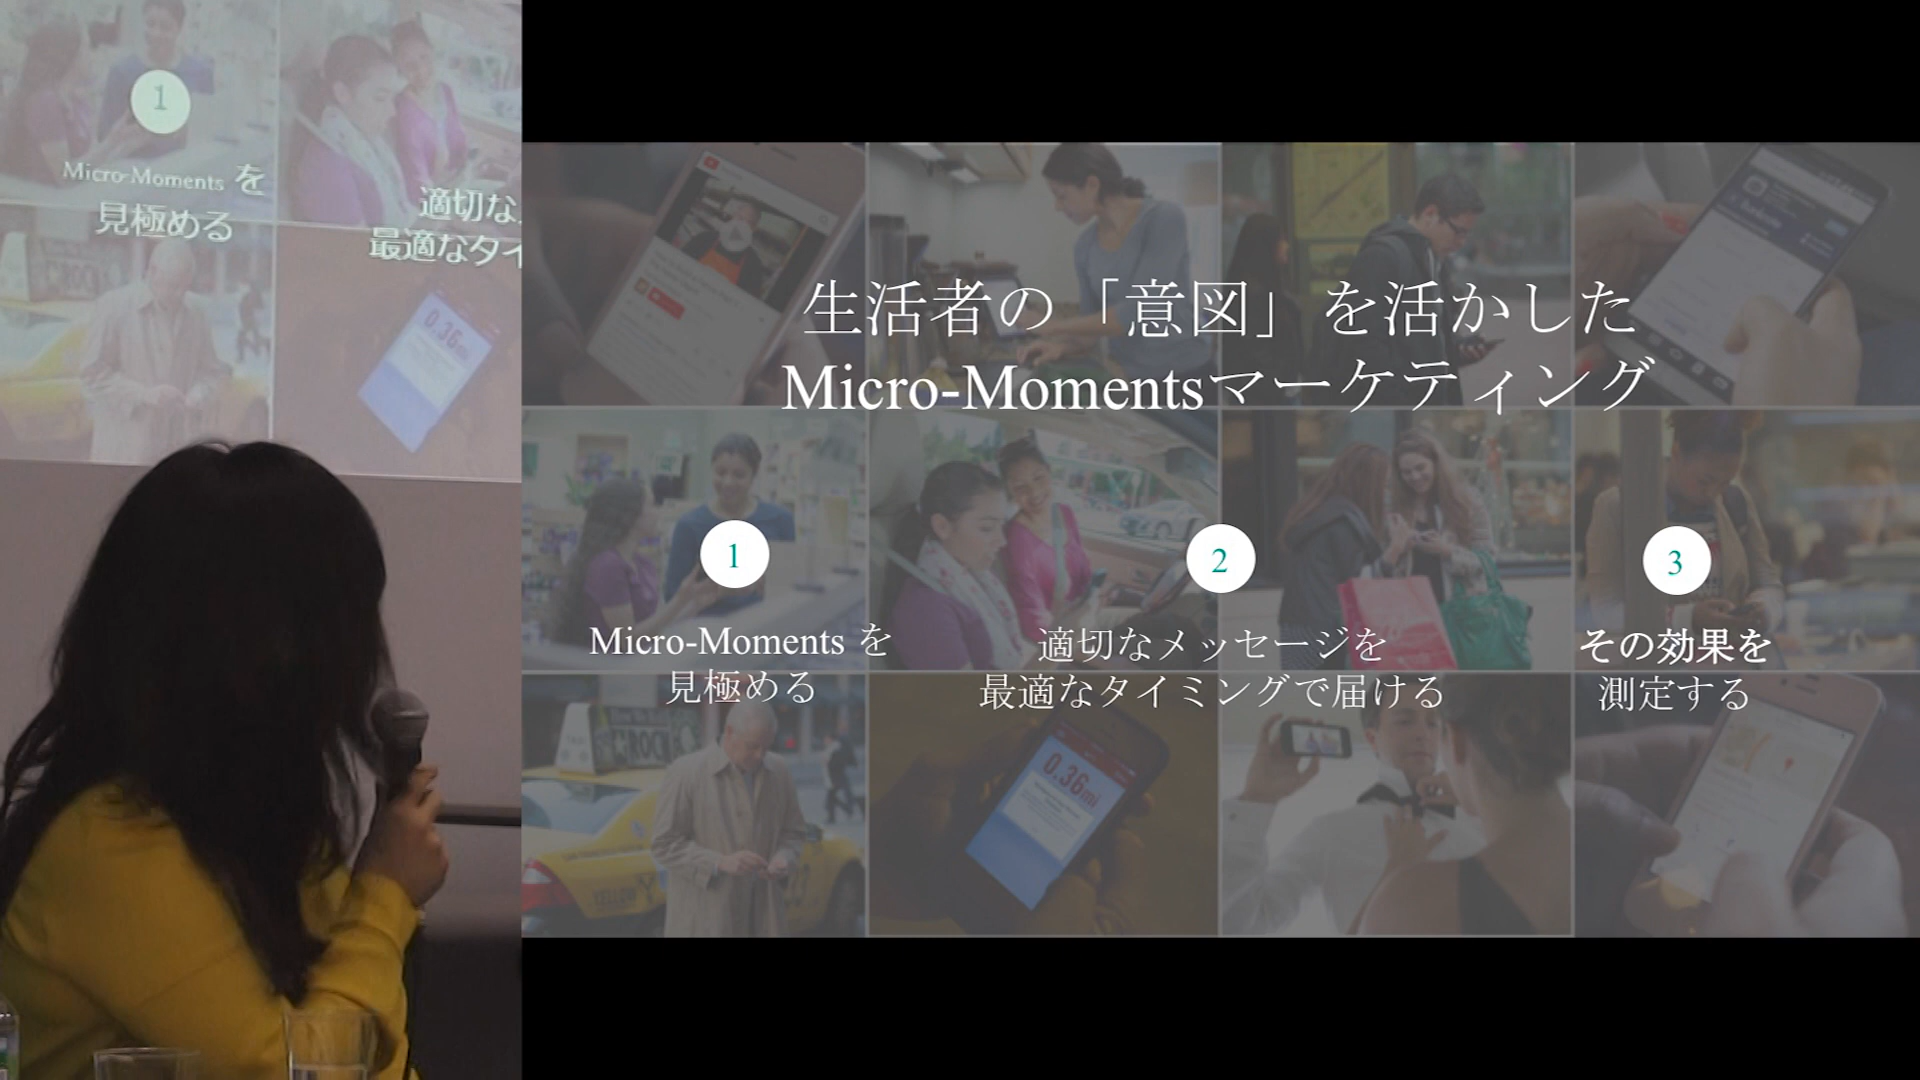 1
Micro-Moments を
見極める
適切な
最適なタイ
0.36mi
生活者の「意図」を活かした
Micro-Momentsマーケティング
1
Micro-Moments を
見極める
2
適切なメッセージを
最適なタイミングで届ける
3
その効果を
測定する
0.36mi